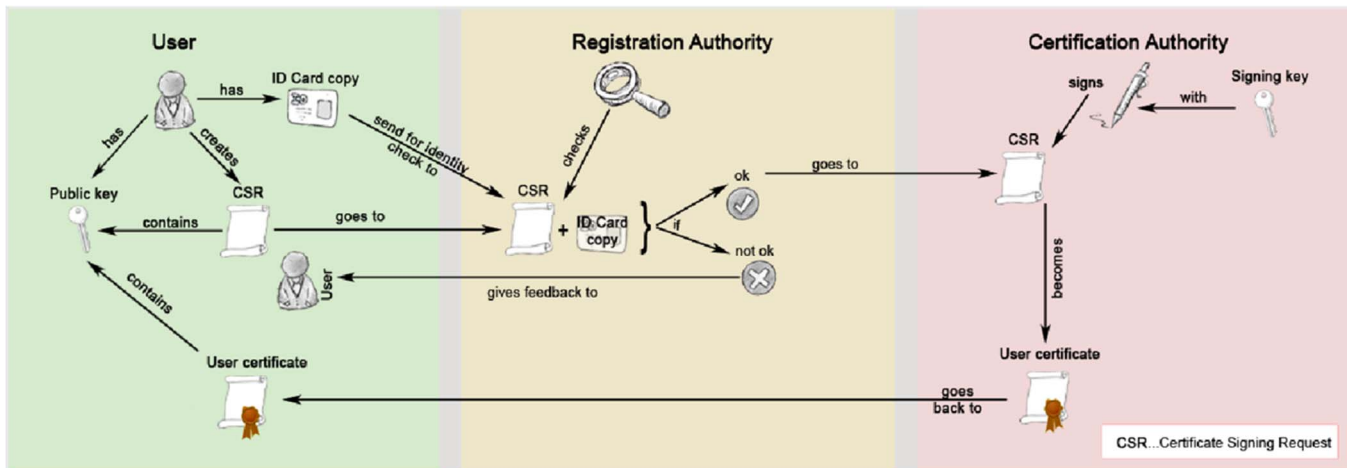 User
Registration Authority
Certification Authority
ID Card copy
has
signs
Signing key
with
has
creates
send for identity
check to
checks
CSR
Public key
CSR
CSR
ok
goes to
contains
goes to
+
ID Card
copy
}
if
not ok
User
gives feedback to
becomes
contains
User certificate
User certificate
goes
back to
CSR...Certificate Signing Request